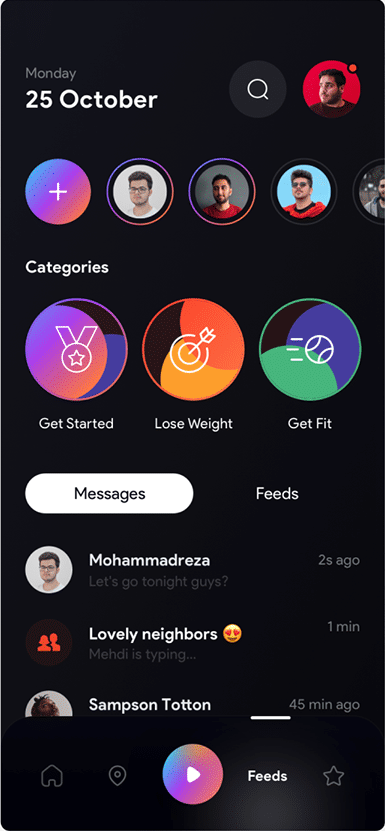 Monday
25 October
Categories
Get Started
Lose Weight
Get Fit
Messages
Feeds
Mohammadreza
2s ago
Let's go tonight guys?
Lovely neighbors 😍
1 min
Mehdi is typing...
Sampson Totton
45 min ago
Feeds